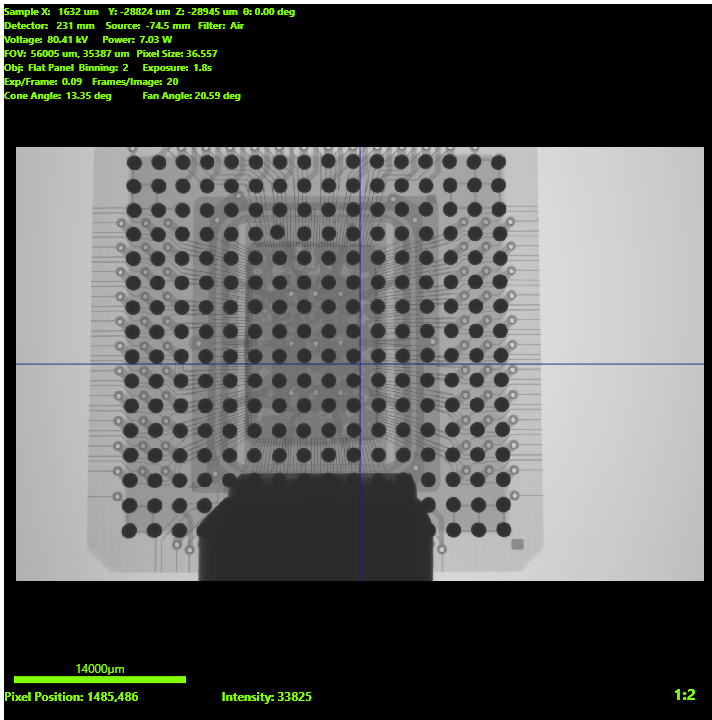 Sample X: 1632 um Y: -28824 um Z: -28945 um θ: 0.00 deg
Detector: 231 mm Source: -74.5 mm Filter: Air
Voltage: 80.41 kV Power: 7.03 W
FOV: 56005 um, 35387 um Pixel Size: 36.557
Obj: Flat Panel Binning: 2 Exposure: 1.8s
Exp/Frame: 0.09 Frames/Image: 20
Cone Angle: 13.35 deg Fan Angle: 20.59 deg
14000µm
Pixel Position: 1485,486 Intensity: 33825
1:2